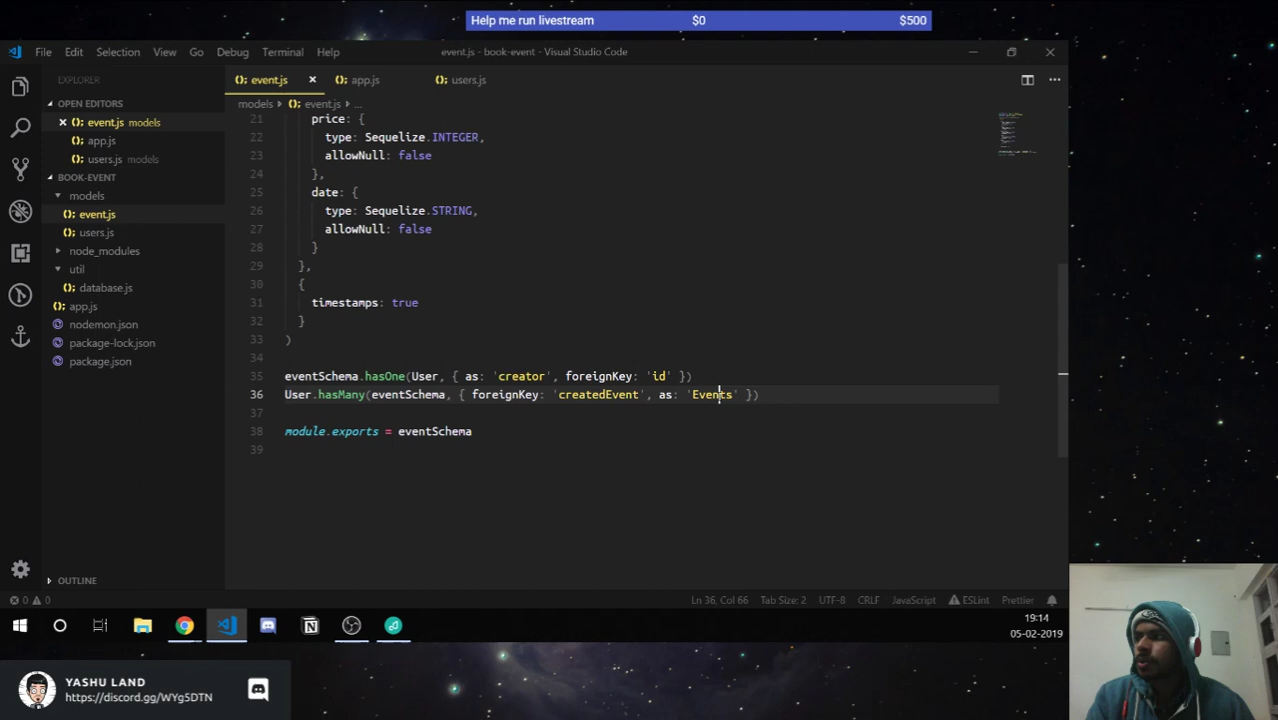 Help me run livestream $0 $500
File Edit Selection View Go Debug Terminal Help event.js - book-event - Visual Studio Code
EXPLORER
OPEN EDITORS
event.js models
app.js
users.js models
BOOK-EVENT
models
event.js
users.js
node_modules
util
database.js
app.js
nodemon.json
package-lock.json
package.json
OUTLINE
event.js app.js users.js
models event.js ...
21 price: {
22 type: Sequelize.INTEGER,
23 allowNull: false
24 },
25 date: {
26 type: Sequelize.STRING,
27 allowNull: false
28 }
29 },
30 {
31 timestamps: true
32 }
33 )
34
35 eventSchema.hasOne(User, { as: 'creator', foreignKey: 'id' })
36 User.hasMany(eventSchema, { foreignKey: 'createdEvent', as: 'Events' })
37
38 module.exports = eventSchema
39
0 0 Ln 36, Col 66 Tab Size: 2 UTF-8 CRLF JavaScript ESLint Prettier
19:14
05-02-2019
YASHU LAND
https://discord.gg/WYg5DTN